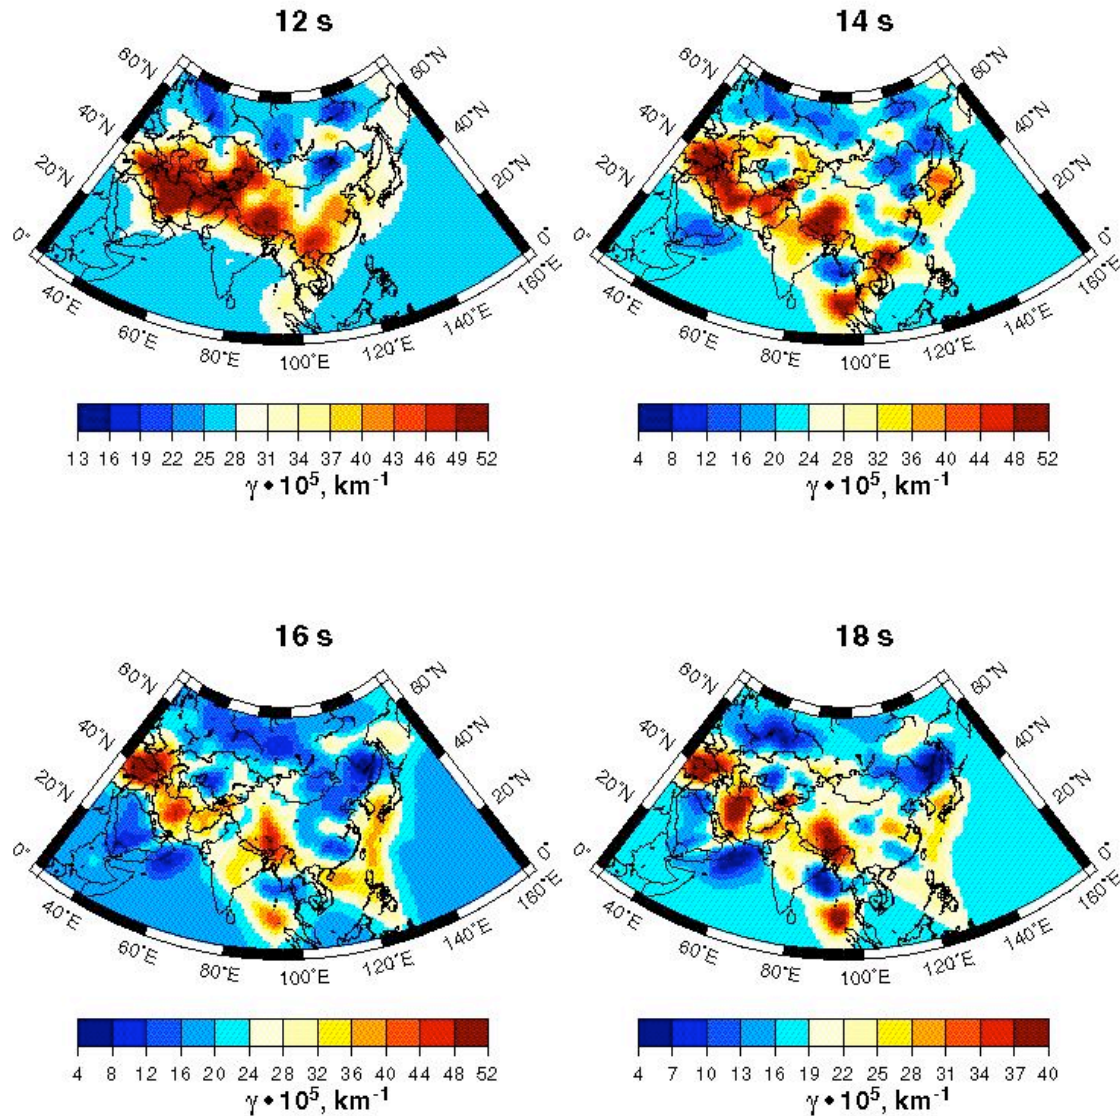 12 s
14 s
60°N
60°N
60°N
60°N
40°N
40°N
40°N
40°N
20°N
20°N
20°N
20°N
0°
0°
0°
0°
40°E
60°E
80°E
100°E
120°E
140°E
160°E
40°E
60°E
80°E
100°E
120°E
140°E
160°E
13 16 19 22 25 28 31 34 37 40 43 46 49 52
4 8 12 16 20 24 28 32 36 40 44 48 52
γ • 10⁵, km⁻¹
γ • 10⁵, km⁻¹
16 s
18 s
60°N
60°N
60°N
60°N
40°N
40°N
40°N
40°N
20°N
20°N
20°N
20°N
0°
0°
0°
0°
40°E
60°E
80°E
100°E
120°E
140°E
160°E
40°E
60°E
80°E
100°E
120°E
140°E
160°E
4 8 12 16 20 24 28 32 36 40 44 48 52
4 7 10 13 16 19 22 25 28 31 34 37 40
γ • 10⁵, km⁻¹
γ • 10⁵, km⁻¹